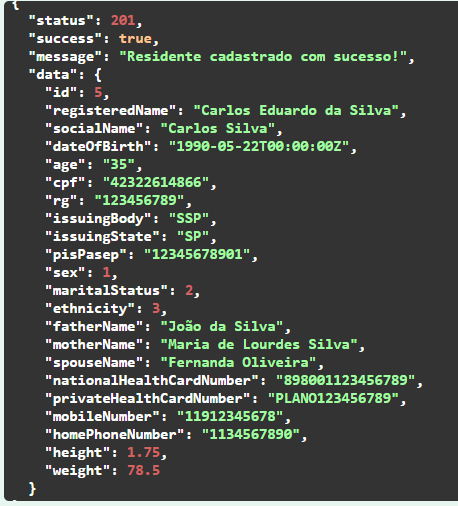 {
"status": 201,
"success": true,
"message": "Residente cadastrado com sucesso!",
"data": {
"id": 5,
"registeredName": "Carlos Eduardo da Silva",
"socialName": "Carlos Silva",
"dateOfBirth": "1990-05-22T00:00:00Z",
"age": "35",
"cpf": "42322614866",
"rg": "123456789",
"issuingBody": "SSP",
"issuingState": "SP",
"pisPasep": "12345678901",
"sex": 1,
"maritalStatus": 2,
"ethnicity": 3,
"fatherName": "João da Silva",
"motherName": "Maria de Lourdes Silva",
"spouseName": "Fernanda Oliveira",
"nationalHealthCardNumber": "898001123456789",
"privateHealthCardNumber": "PLANO123456789",
"mobileNumber": "11912345678",
"homePhoneNumber": "1134567890",
"height": 1.75,
"weight": 78.5
}